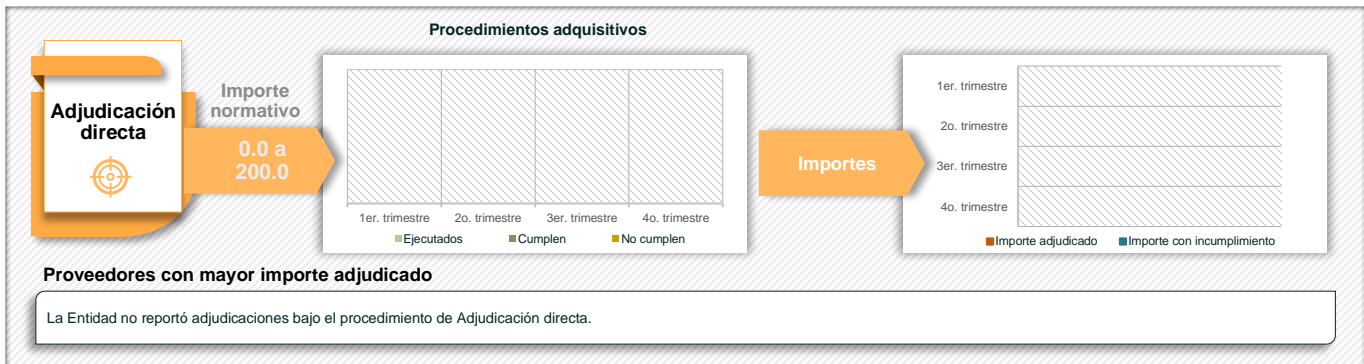 Procedimientos adquisitivos
Adjudicación
directa
Importe
normativo
0.0 a
200.0
1er. trimestre 2o. trimestre 3er. trimestre 4o. trimestre
Ejecutados Cumplen No cumplen
Importes
1er. trimestre
2o. trimestre
3er. trimestre
4o. trimestre
Importe adjudicado Importe con incumplimiento
Proveedores con mayor importe adjudicado
La Entidad no reportó adjudicaciones bajo el procedimiento de Adjudicación directa.